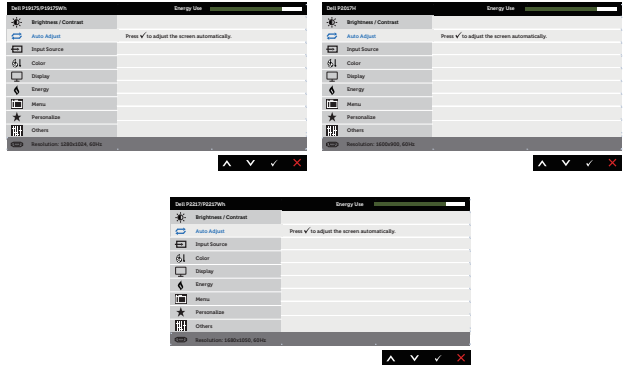 Dell P1917S/P1917SWh
Energy Use
Brightness / Contrast
Auto Adjust
Press ✓ to adjust the screen automatically.
Input Source
Color
Display
Energy
Menu
Personalize
Others
Resolution: 1280x1024, 60Hz
Dell P2017H
Energy Use
Brightness / Contrast
Auto Adjust
Press ✓ to adjust the screen automatically.
Input Source
Color
Display
Energy
Menu
Personalize
Others
Resolution: 1600x900, 60Hz
Dell P2217/P2217Wh
Energy Use
Brightness / Contrast
Auto Adjust
Press ✓ to adjust the screen automatically.
Input Source
Color
Display
Energy
Menu
Personalize
Others
Resolution: 1680x1050, 60Hz